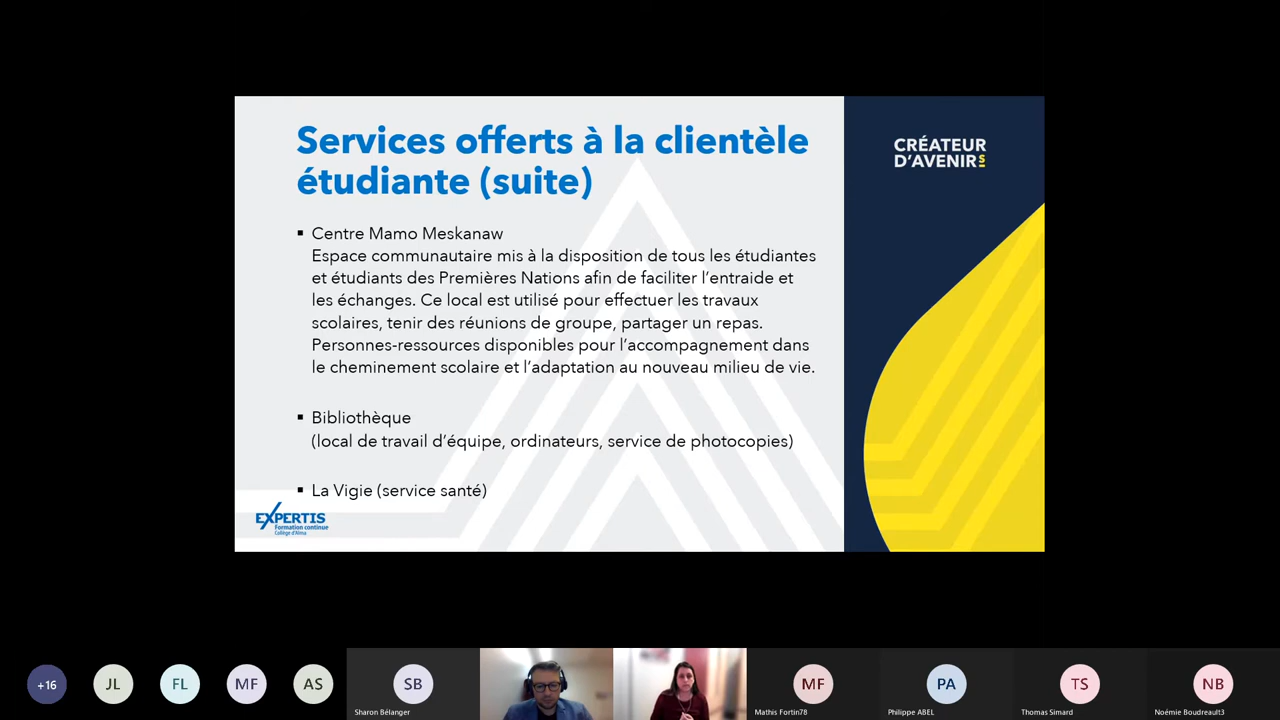 Services offerts à la clientèle
étudiante (suite)
CRÉATEUR
D'AVENIRS
▪ Centre Mamo Meskanaw
Espace communautaire mis à la disposition de tous les étudiantes
et étudiants des Premières Nations afin de faciliter l'entraide et
les échanges. Ce local est utilisé pour effectuer les travaux
scolaires, tenir des réunions de groupe, partager un repas.
Personnes-ressources disponibles pour l'accompagnement dans
le cheminement scolaire et l'adaptation au nouveau milieu de vie.
▪ Bibliothèque
(local de travail d'équipe, ordinateurs, service de photocopies)
▪ La Vigie (service santé)
EXPERTIS
Formation continue
Collège d'Alma
+16
JL
FL
MF
AS
SB
Sharon Bélanger
MF
Mathis Fortin78
PA
Philippe ABEL
TS
Thomas Simard
NB
Noémie Boudreault3